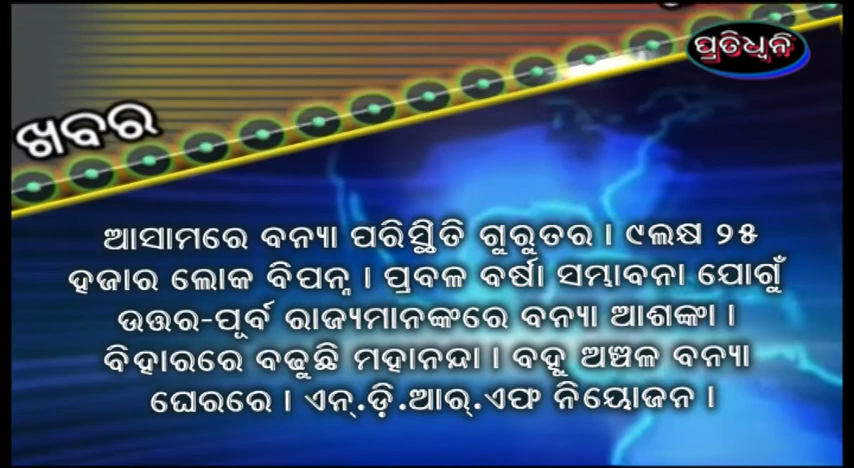 ପ୍ରତିଧ୍ୱନି
ଖବର
ଆସାମରେ ବନ୍ୟା ପରିସ୍ଥିତି ଗୁରୁତର । ୯ଲକ୍ଷ ୨୫
ହଜାର ଲୋକ ବିପନ୍ନ । ପ୍ରବଳ ବର୍ଷା ସମ୍ଭାବନା ଯୋଗୁଁ
ଉତ୍ତର-ପୂର୍ବ ରାଜ୍ୟମାନଙ୍କରେ ବନ୍ୟା ଆଶଙ୍କା ।
ବିହାରରେ ବଢୁଛି ମହାନନ୍ଦା । ବହୁ ଅଞ୍ଚଳ ବନ୍ୟା
ଘେରରେ । ଏନ୍.ଡ଼ି.ଆର୍.ଏଫ ନିୟୋଜନ ।